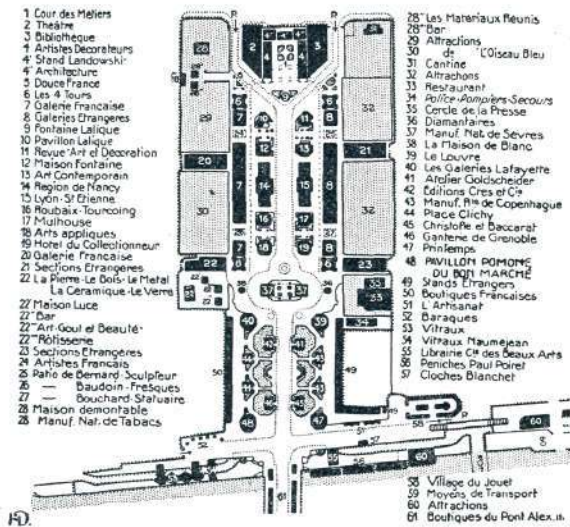 1 Cour des Métiers
2 Théâtre
3 Bibliothèque
4 Artistes Décorateurs
4' Stand Landowski
4" Architecture
5 Douce France
6 Les 4 Tours
7 Galerie Française
8 Galeries Etrangères
9 Fontaine Lalique
10 Pavillon Lalique
11 Revue Art et Décoration
12 Maison Fontaine
13 Art Contemporain
14 Région de Nancy
15 Lyon-St Etienne
16 Roubaix-Tourcoing
17 Mulhouse
18 Arts appliques
19 Hotel du Collectionneur
20 Galerie Française
21 Sections Etrangères
22 La Pierre-Le Bois-Le Métal
La Céramique-Le Verre
22' Maison Luce
22" Bar
22 Art-Gout et Beauté
22 Rôtisserie
23 Sections Etrangères
24 Artistes Français
25 Patio de Bernard-Sculpteur
26 — Baudoin-Fresques
27 — Bouchard-Statuaire
28 Maison demontable
28 Manuf. Nat. de Tabacs
28" Les Matériaux Réunis
28" Bar
29 Attractions
30 de L'Oiseau Bleu
31 Cantine
32 Attractions
33 Restaurant
34 Police-Pompiers-Secours
35 Cercle de la Presse
36 Diamantaires
37 Manuf. Nat. de Sèvres
38 La Maison de Blanc
39 Le Louvre
40 Les Galeries Lafayette
41 Atelier Goldscheider
42 Editions Crès et Cie
43 Manuf. Rle de Copenhague
44 Place Clichy
45 Christofle et Baccarat
46 Ganterie de Grenoble
47 Printemps
48 PAVILLON POMONE
DU BON MARCHÉ
49 Stands Etrangers
50 Boutiques Françaises
51 L'Artisanat
52 Baraques
53 Vitraux
54 Vitraux Maumejean
55 Librairie Cle des Beaux Arts
56 Péniches Paul Poiret
57 Cloches Blanchet
58 Village du Jouet
59 Moyens de Transport
60 Attractions
61 Boutiques du Pont Alex. III.